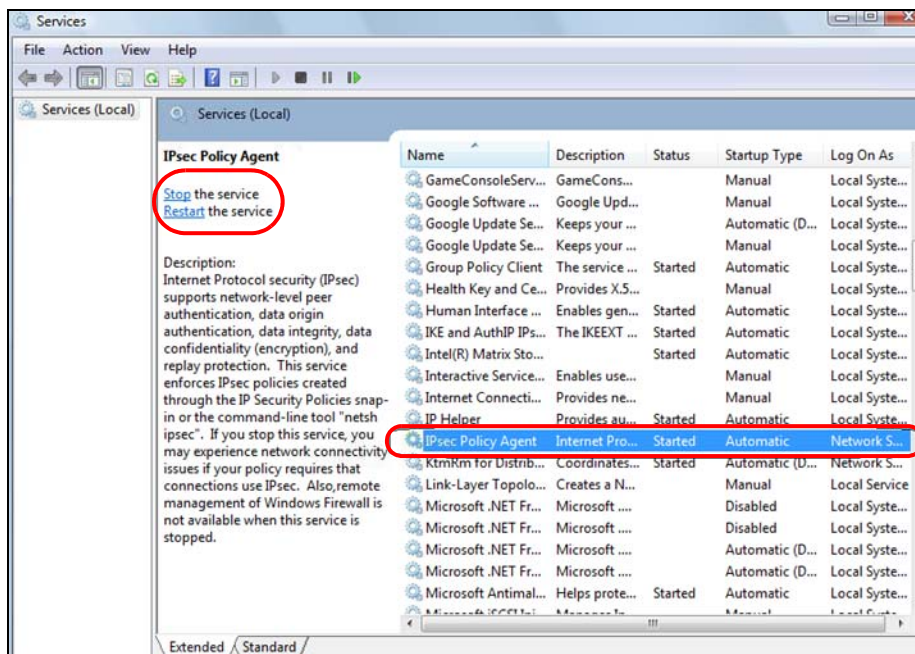 Services
File Action View Help
Services (Local)
Services (Local)
IPsec Policy Agent
Stop the service
Restart the service
Description:
Internet Protocol security (IPsec)
supports network-level peer
authentication, data origin
authentication, data integrity, data
confidentiality (encryption), and
replay protection. This service
enforces IPsec policies created
through the IP Security Policies snap-
in or the command-line tool "netsh
ipsec". If you stop this service, you
may experience network connectivity
issues if your policy requires that
connections use IPsec. Also,remote
management of Windows Firewall is
not available when this service is
stopped.
Name Description Status Startup Type Log On As
GameConsoleServ... GameCons... Manual Local Syste...
Google Software ... Google Upd... Manual Local Syste...
Google Update Se... Keeps your ... Automatic (D... Local Syste...
Google Update Se... Keeps your ... Manual Local Syste...
Group Policy Client The service ... Started Automatic Local Syste...
Health Key and Ce... Provides X.5... Manual Local Syste...
Human Interface ... Enables gen... Started Automatic Local Syste...
IKE and AuthIP IPs... The IKEEXT ... Started Automatic Local Syste...
Intel(R) Matrix Sto... Started Automatic Local Syste...
Interactive Service... Enables use... Manual Local Syste...
Internet Connecti... Provides ne... Manual Local Syste...
IP Helper Provides au... Started Automatic Local Syste...
IPsec Policy Agent Internet Pro... Started Automatic Network S...
KtmRm for Distrib... Coordinates... Started Automatic (D... Network S...
Link-Layer Topolo... Creates a N... Manual Local Service
Microsoft .NET Fr... Microsoft .... Disabled Local Syste...
Microsoft .NET Fr... Microsoft .... Disabled Local Syste...
Microsoft .NET Fr... Microsoft .... Automatic (D... Local Syste...
Microsoft .NET Fr... Microsoft .... Automatic (D... Local Syste...
Microsoft Antimal... Helps prote... Started Automatic Local Syste...
Extended Standard